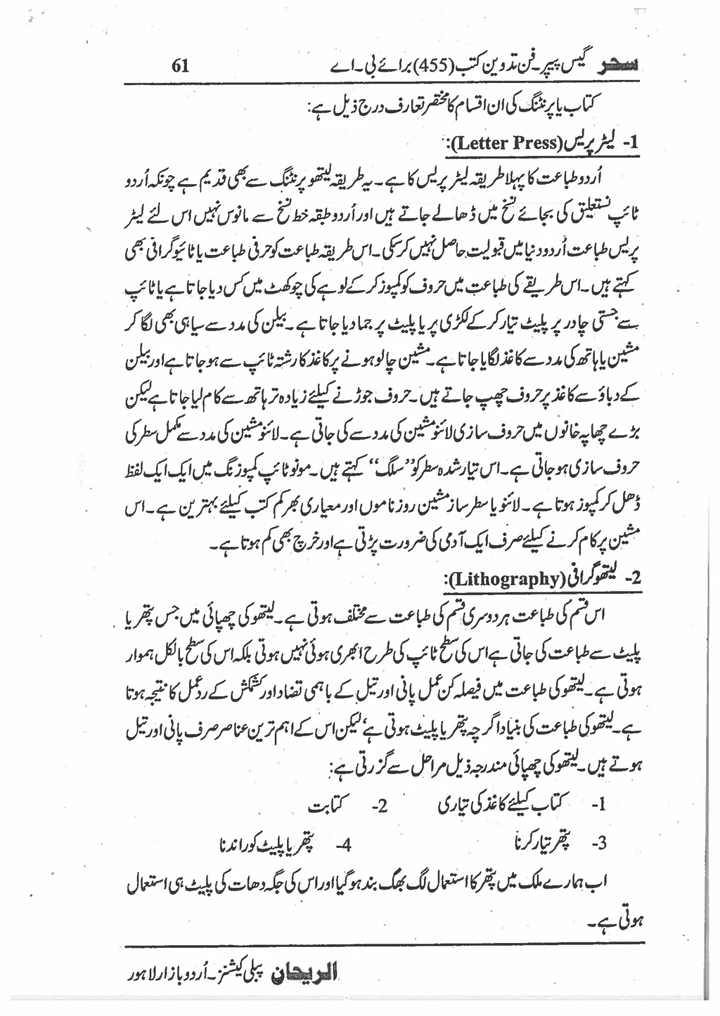 سحر گیس پیپر۔ فن تدوین کتب (455) برائے بی۔ اے 61
کتاب یا پرنٹنگ کی ان اقسام کا مختصر تعارف درج ذیل ہے:
1- لیٹر پریس (Letter Press):
اُردو طباعت کا پہلا طریقہ لیٹر پریس کا ہے۔ یہ طریقہ لیتھو پرنٹنگ سے بھی قدیم ہے چونکہ اُردو
ٹائپ نستعلیق کی بجائے نسخ میں ڈھالے جاتے ہیں اور اُردو طبقہ خط نسخ سے مانوس نہیں اس لئے لیٹر
پریس طباعت اُردو دنیا میں قبولیت حاصل نہیں کر سکی۔ اس طریقہ طباعت کو حرفی طباعت یا ٹائپوگرافی بھی
کہتے ہیں۔ اس طریقے کی طباعت میں حروف کو کمپوز کر کے لوہے کی چوکھٹ میں کس دیا جاتا ہے یا ٹائپ
سے جستی چادر پر پلیٹ تیار کر کے لکڑی پر یا پلیٹ پر جما دیا جاتا ہے۔ بیلن کی مدد سے سیاہی بھی لگا کر
مشین یا ہاتھ کی مدد سے کاغذ لگایا جاتا ہے۔ مشین چالو ہونے پر کاغذ کا رشتہ ٹائپ سے ہو جاتا ہے اور بیلن
کے دباؤ سے کاغذ پر حروف چھپ جاتے ہیں۔ حروف جوڑنے کیلئے زیادہ تر ہاتھ سے کام لیا جاتا ہے لیکن
بڑے چھاپہ خانوں میں حروف سازی لائنو مشین کی مدد سے کی جاتی ہے۔ لائنو مشین کی مدد سے مکمل سطر کی
حروف سازی ہو جاتی ہے۔ اس تیار شدہ سطر کو ”سلگ“ کہتے ہیں۔ مونو ٹائپ کمپوزنگ میں ایک ایک لفظ
ڈھل کر کمپوز ہوتا ہے۔ لائنو یا سطر ساز مشین روزناموں اور معیاری بھرکم کتب کیلئے بہترین ہے۔ اس
مشین پر کام کرنے کیلئے صرف ایک آدمی کی ضرورت پڑتی ہے اور خرچ بھی کم ہوتا ہے۔
2- لیتھوگرافی (Lithography):
اس قسم کی طباعت ہر دوسری قسم کی طباعت سے مختلف ہوتی ہے۔ لیتھو کی چھپائی میں جس پتھر یا
پلیٹ سے طباعت کی جاتی ہے اس کی سطح ٹائپ کی طرح ابھری ہوئی نہیں ہوتی بلکہ اس کی سطح بالکل ہموار
ہوتی ہے۔ لیتھو کی طباعت میں فیصلہ کن عمل پانی اور تیل کے باہمی تضاد اور کشمکش کے ردعمل کا نتیجہ ہوتا
ہے۔ لیتھو کی طباعت کی بنیاد اگرچہ پتھر یا پلیٹ ہوتی ہے، لیکن اس کے اہم ترین عناصر صرف پانی اور تیل
ہوتے ہیں۔ لیتھو کی چھپائی مندرجہ ذیل مراحل سے گزرتی ہے:
1- کتاب کیلئے کاغذ کی تیاری 2- کتابت
3- پتھر تیار کرنا 4- پتھر یا پلیٹ کو راندنا
اب ہمارے ملک میں پتھر کا استعمال لگ بھگ بند ہو گیا اور اس کی جگہ دھات کی پلیٹ ہی استعمال
ہوتی ہے۔
الریحان پبلی کیشنز۔ اُردو بازار لاہور